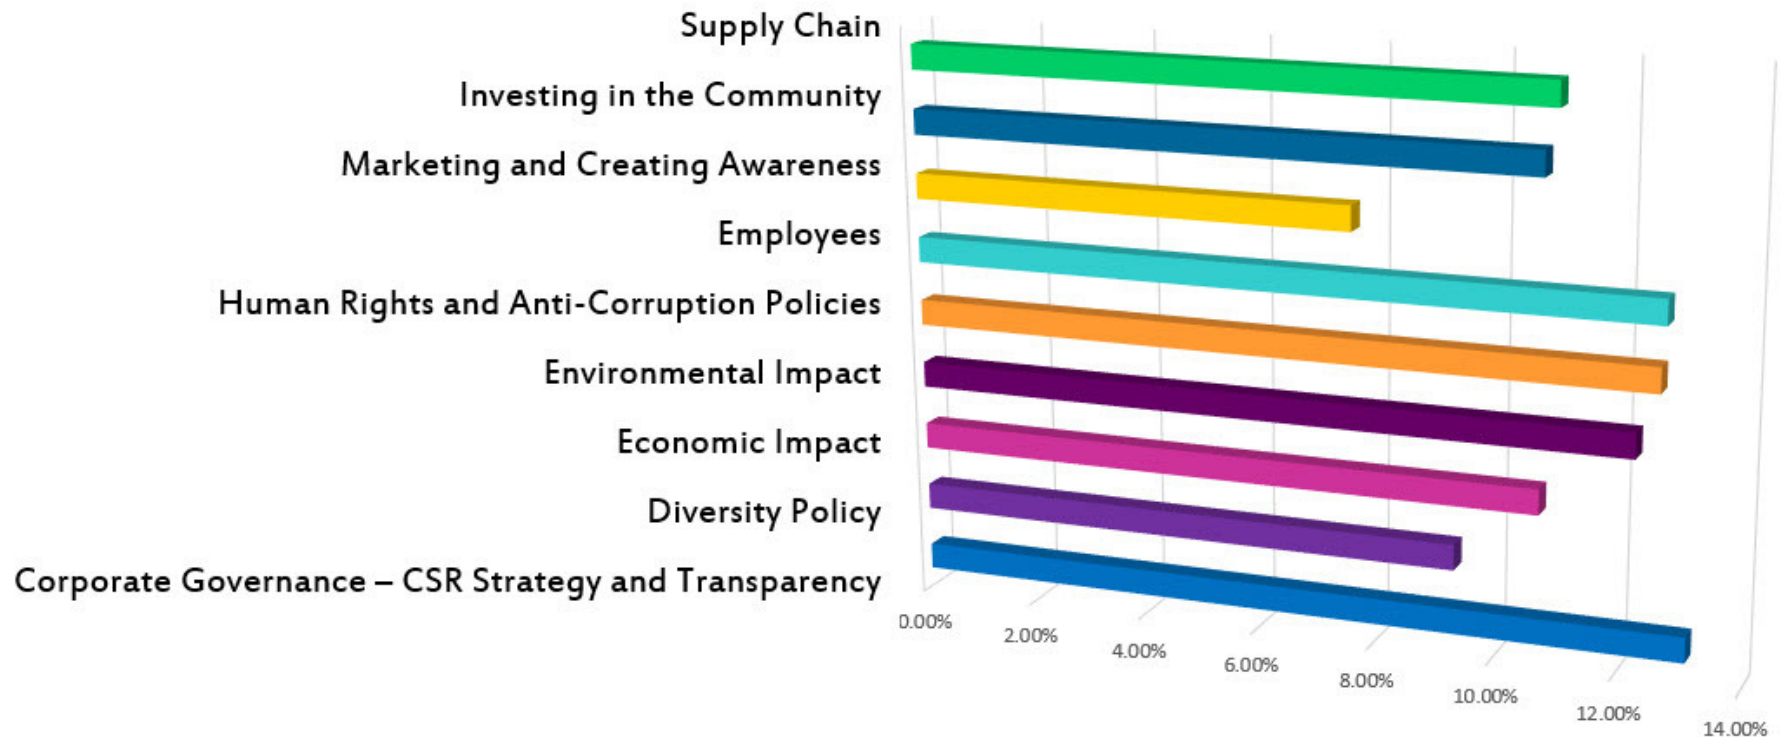 Supply Chain
Investing in the Community
Marketing and Creating Awareness
Employees
Human Rights and Anti-Corruption Policies
Environmental Impact
Economic Impact
Diversity Policy
Corporate Governance – CSR Strategy and Transparency
0.00%
2.00%
4.00%
6.00%
8.00%
10.00%
12.00%
14.00%